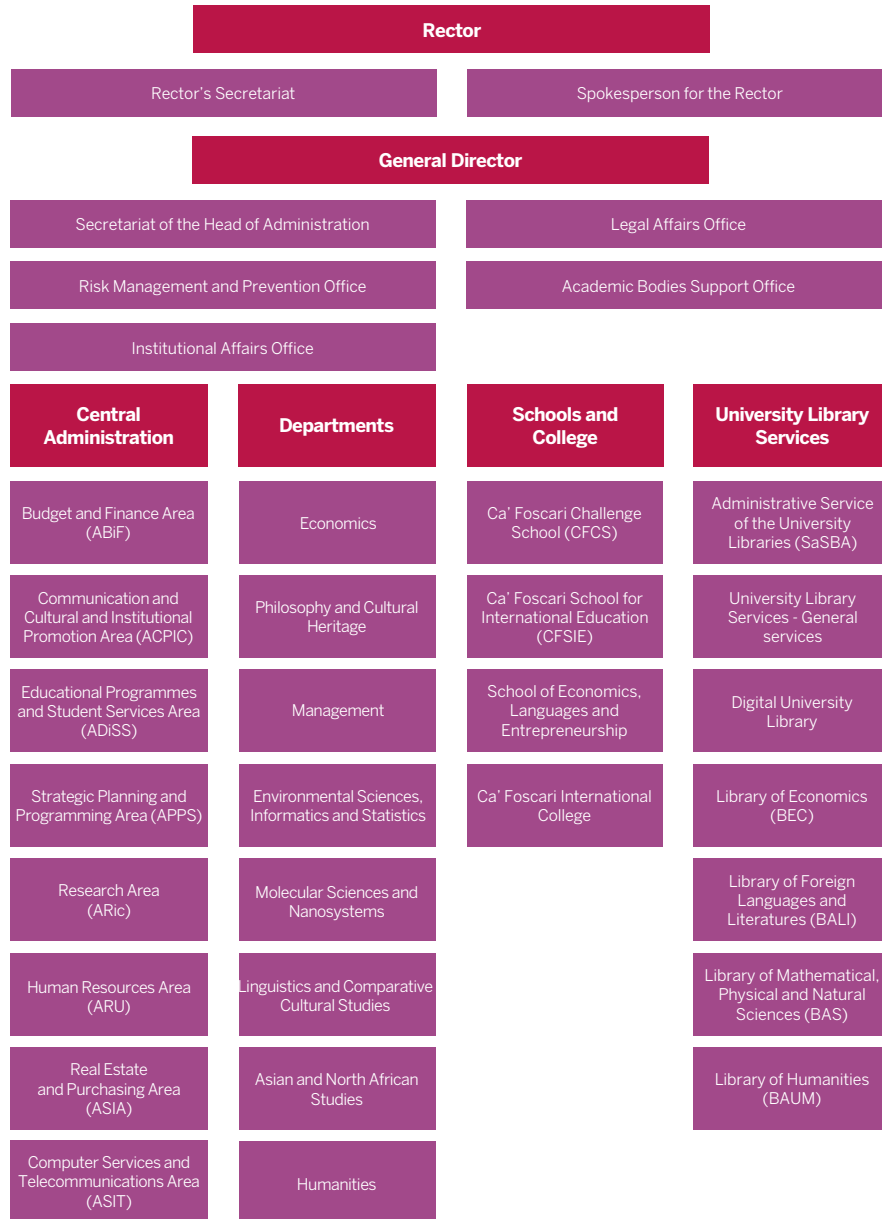 Rector
Rector's Secretariat
Spokesperson for the Rector
General Director
Secretariat of the Head of Administration
Legal Affairs Office
Risk Management and Prevention Office
Academic Bodies Support Office
Institutional Affairs Office
Central
Administration
Budget and Finance Area
(ABiF)
Communication and
Cultural and Institutional
Promotion Area (ACPIC)
Educational Programmes
and Student Services Area
(ADiSS)
Strategic Planning and
Programming Area (APPS)
Research Area
(ARic)
Human Resources Area
(ARU)
Real Estate
and Purchasing Area
(ASIA)
Computer Services and
Telecommunications Area
(ASIT)
Departments
Economics
Philosophy and Cultural
Heritage
Management
Environmental Sciences,
Informatics and Statistics
Molecular Sciences and
Nanosystems
Linguistics and Comparative
Cultural Studies
Asian and North African
Studies
Humanities
Schools and
College
Ca' Foscari Challenge
School (CFCS)
Ca' Foscari School for
International Education
(CFSIE)
School of Economics,
Languages and
Entrepreneurship
Ca' Foscari International
College
University Library
Services
Administrative Service
of the University
Libraries (SaSBA)
University Library
Services - General
services
Digital University
Library
Library of Economics
(BEC)
Library of Foreign
Languages and
Literatures (BALI)
Library of Mathematical,
Physical and Natural
Sciences (BAS)
Library of Humanities
(BAUM)